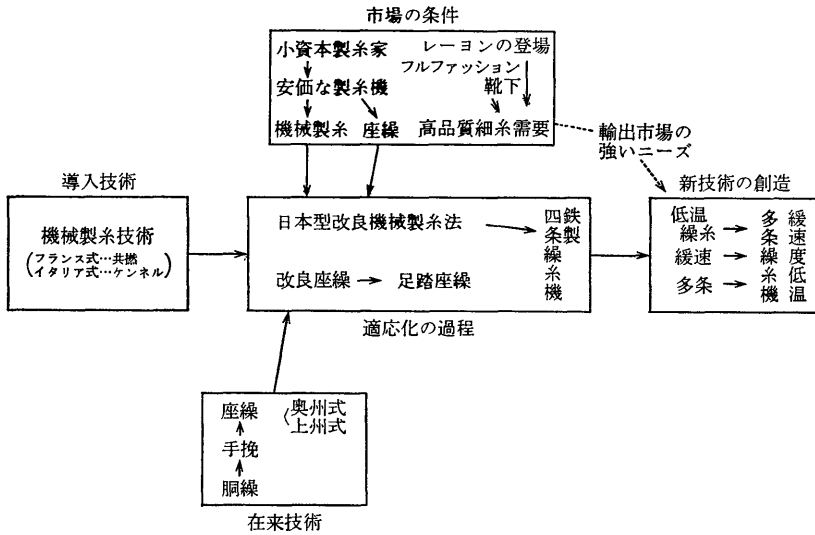 市場の条件
小資本製糸家
安価な製糸機
機械製糸 座繰
レーヨンの登場
フルファッション
靴下
高品質細糸需要
輸出市場の
強いニーズ
導入技術
機械製糸技術
(フランス式…共撚
イタリア式…ケンネル)
日本型改良機械製糸法
改良座繰 → 足踏座繰
鉄製
四条繰糸機
適応化の過程
新技術の創造
低温
繰糸
緩速
多条
緩速度低温
多条繰糸機
座繰 〈奥州式
上州式
手挽
胴繰
在来技術